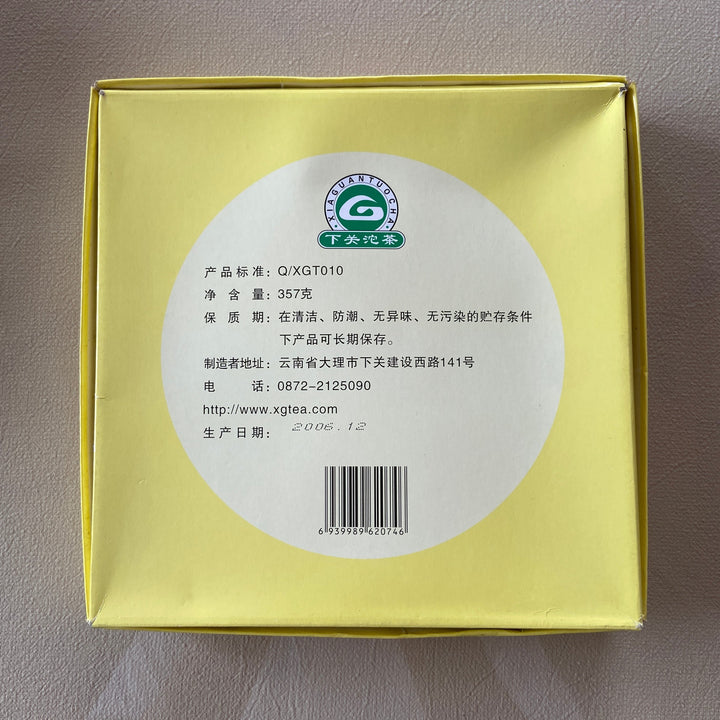 XIAGUANTUOCHA
下关沱茶
产品标准: Q/XGT010
净 含 量: 357克
保 质 期: 在清洁、防潮、无异味、无污染的贮存条件
下产品可长期保存。
制造者地址: 云南省大理市下关建设西路141号
电 话: 0872-2125090
http://www.xgtea.com
生产日期: 2006.12
6 939989 620746